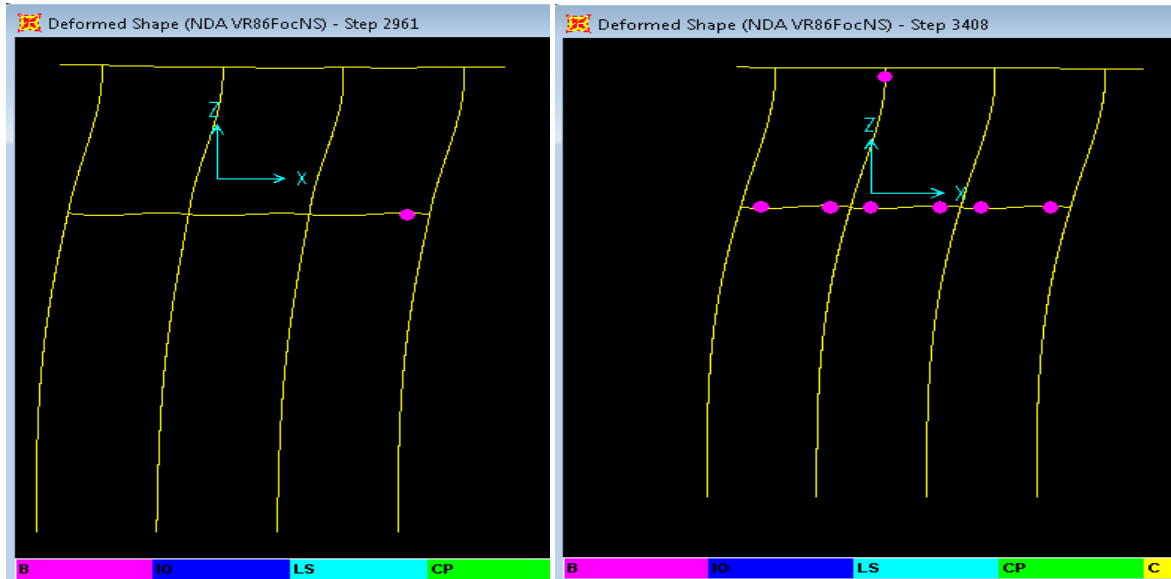 Deformed Shape (NDA VR86FocNS) - Step 2961
Z
X
B IO LS CP
Deformed Shape (NDA VR86FocNS) - Step 3408
Z
X
B IO LS CP C